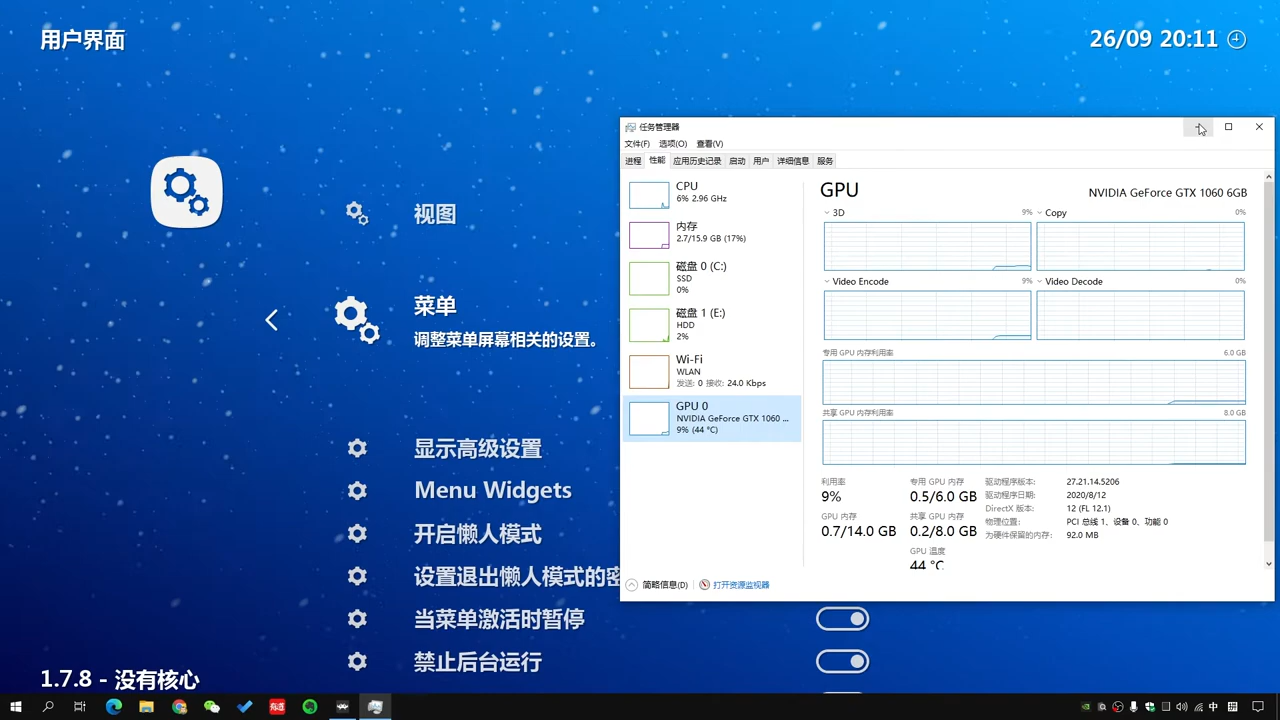 用户界面
26/09 20:11
视图
菜单
调整菜单屏幕相关的设置。
显示高级设置
Menu Widgets
开启懒人模式
设置退出懒人模式的密
当菜单激活时暂停
禁止后台运行
1.7.8 - 没有核心
任务管理器
文件(F) 选项(O) 查看(V)
进程 性能 应用历史记录 启动 用户 详细信息 服务
CPU
6% 2.96 GHz
内存
2.7/15.9 GB (17%)
磁盘 0 (C:)
SSD
0%
磁盘 1 (E:)
HDD
2%
Wi-Fi
WLAN
发送: 0 接收: 24.0 Kbps
GPU 0
NVIDIA GeForce GTX 1060 ...
9% (44 °C)
GPU
NVIDIA GeForce GTX 1060 6GB
3D 9% Copy 0%
Video Encode 9% Video Decode 0%
专用 GPU 内存利用率 6.0 GB
共享 GPU 内存利用率 8.0 GB
利用率
9%
GPU 内存
0.7/14.0 GB
专用 GPU 内存
0.5/6.0 GB
共享 GPU 内存
0.2/8.0 GB
GPU 温度
44 °C
驱动程序版本: 27.21.14.5206
驱动程序日期: 2020/8/12
DirectX 版本: 12 (FL 12.1)
物理位置: PCI 总线 1、设备 0、功能 0
为硬件保留的内存: 92.0 MB
简略信息(D) 打开资源监视器
有道
中